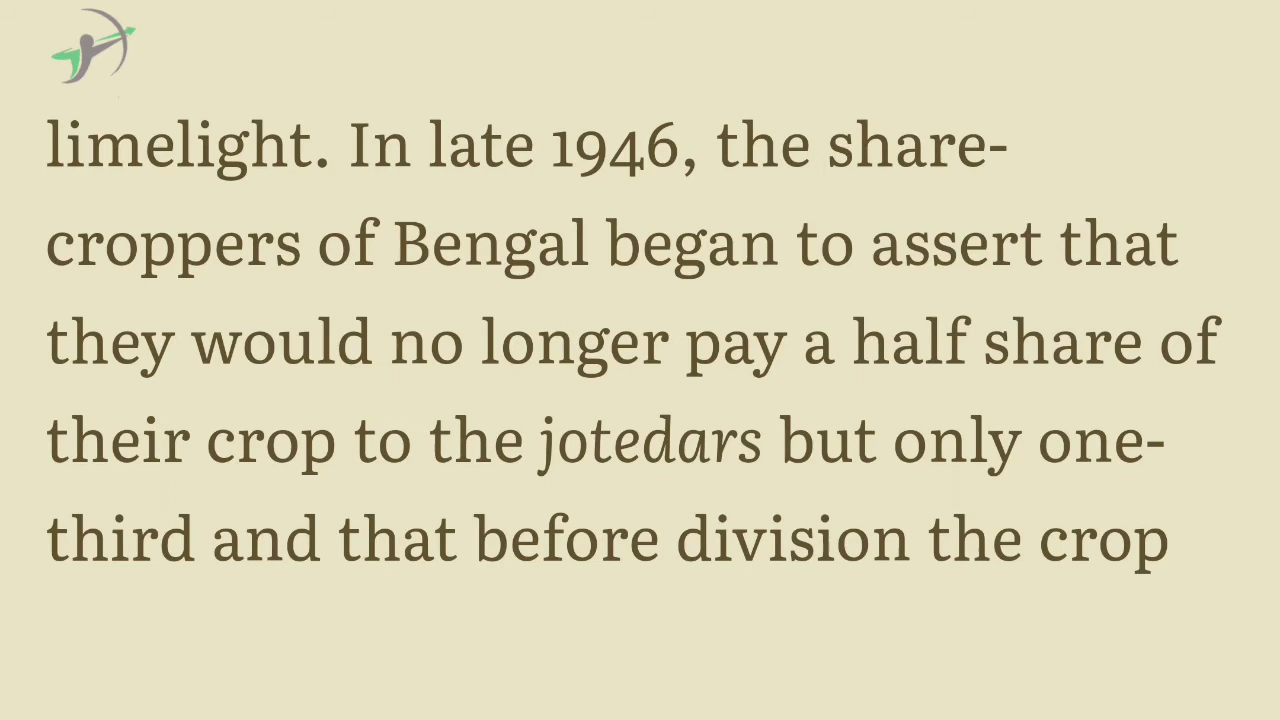 limelight. In late 1946, the share-
croppers of Bengal began to assert that
they would no longer pay a half share of
their crop to the jotedars but only one-
third and that before division the crop